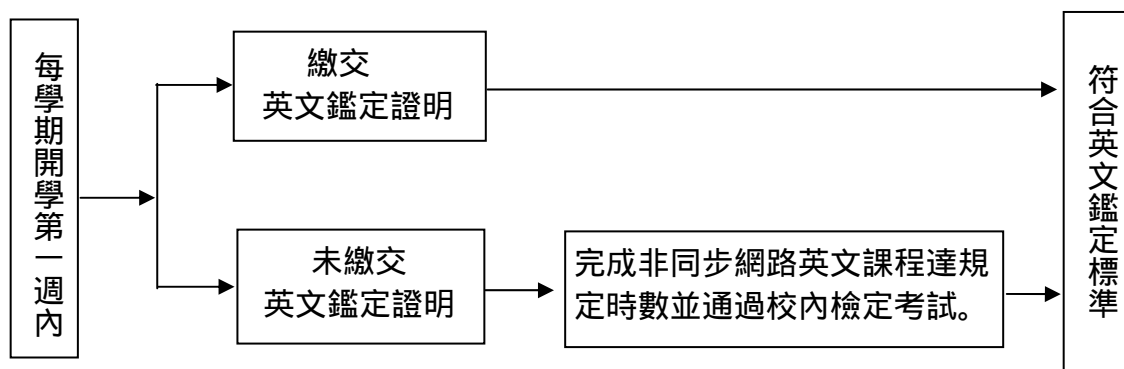 每學期開學第一週內
繳交
英文鑑定證明
未繳交
英文鑑定證明
完成非同步網路英文課程達規
定時數並通過校內檢定考試。
符合英文鑑定標準